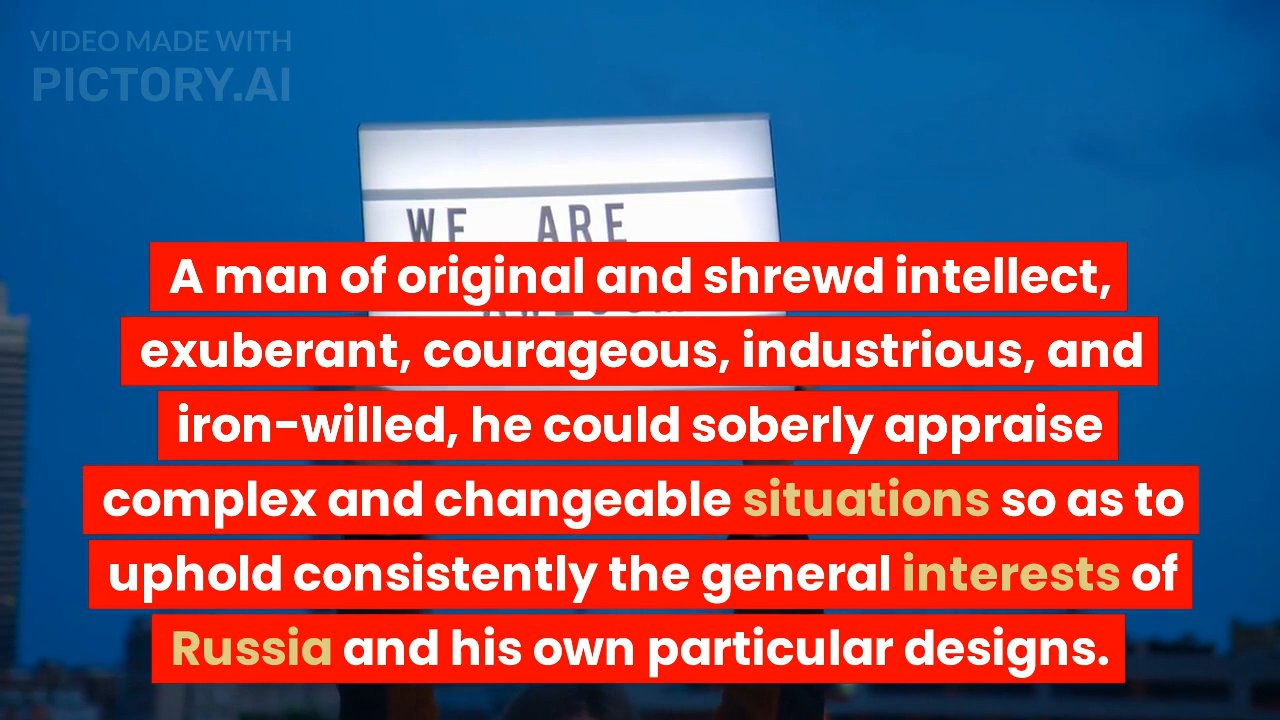 VIDEO MADE WITH
PICTORY.AI
WE ARE
A man of original and shrewd intellect,
exuberant, courageous, industrious, and
iron-willed, he could soberly appraise
complex and changeable situations so as to
uphold consistently the general interests of
Russia and his own particular designs.